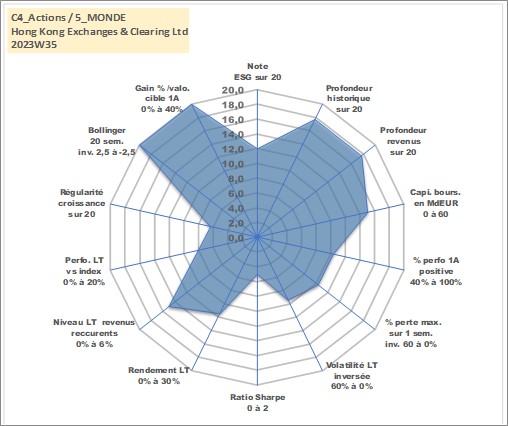 C4_Actions / 5_MONDE
Hong Kong Exchanges & Clearing Ltd
2023W35
Note
ESG sur 20
Profondeur
historique
sur 20
Profondeur
revenus
sur 20
Capi. bours.
en MdEUR
0 à 60
% perfo 1A
positive
40% à 100%
% perte max.
sur 1 sem.
inv. 60 à 0%
Volatilité LT
inversée
60% à 0%
Ratio Sharpe
0 à 2
Rendement LT
0% à 30%
Niveau LT revenus
reccurents
0% à 6%
Perfo. LT
vs index
0% à 20%
Régularité
croissance
sur 20
Bollinger
20 sem.
inv. 2,5 à -2,5
Gain % /valo.
cible 1A
0% à 40%
20,0
18,0
16,0
14,0
12,0
10,0
8,0
6,0
4,0
2,0
0,0